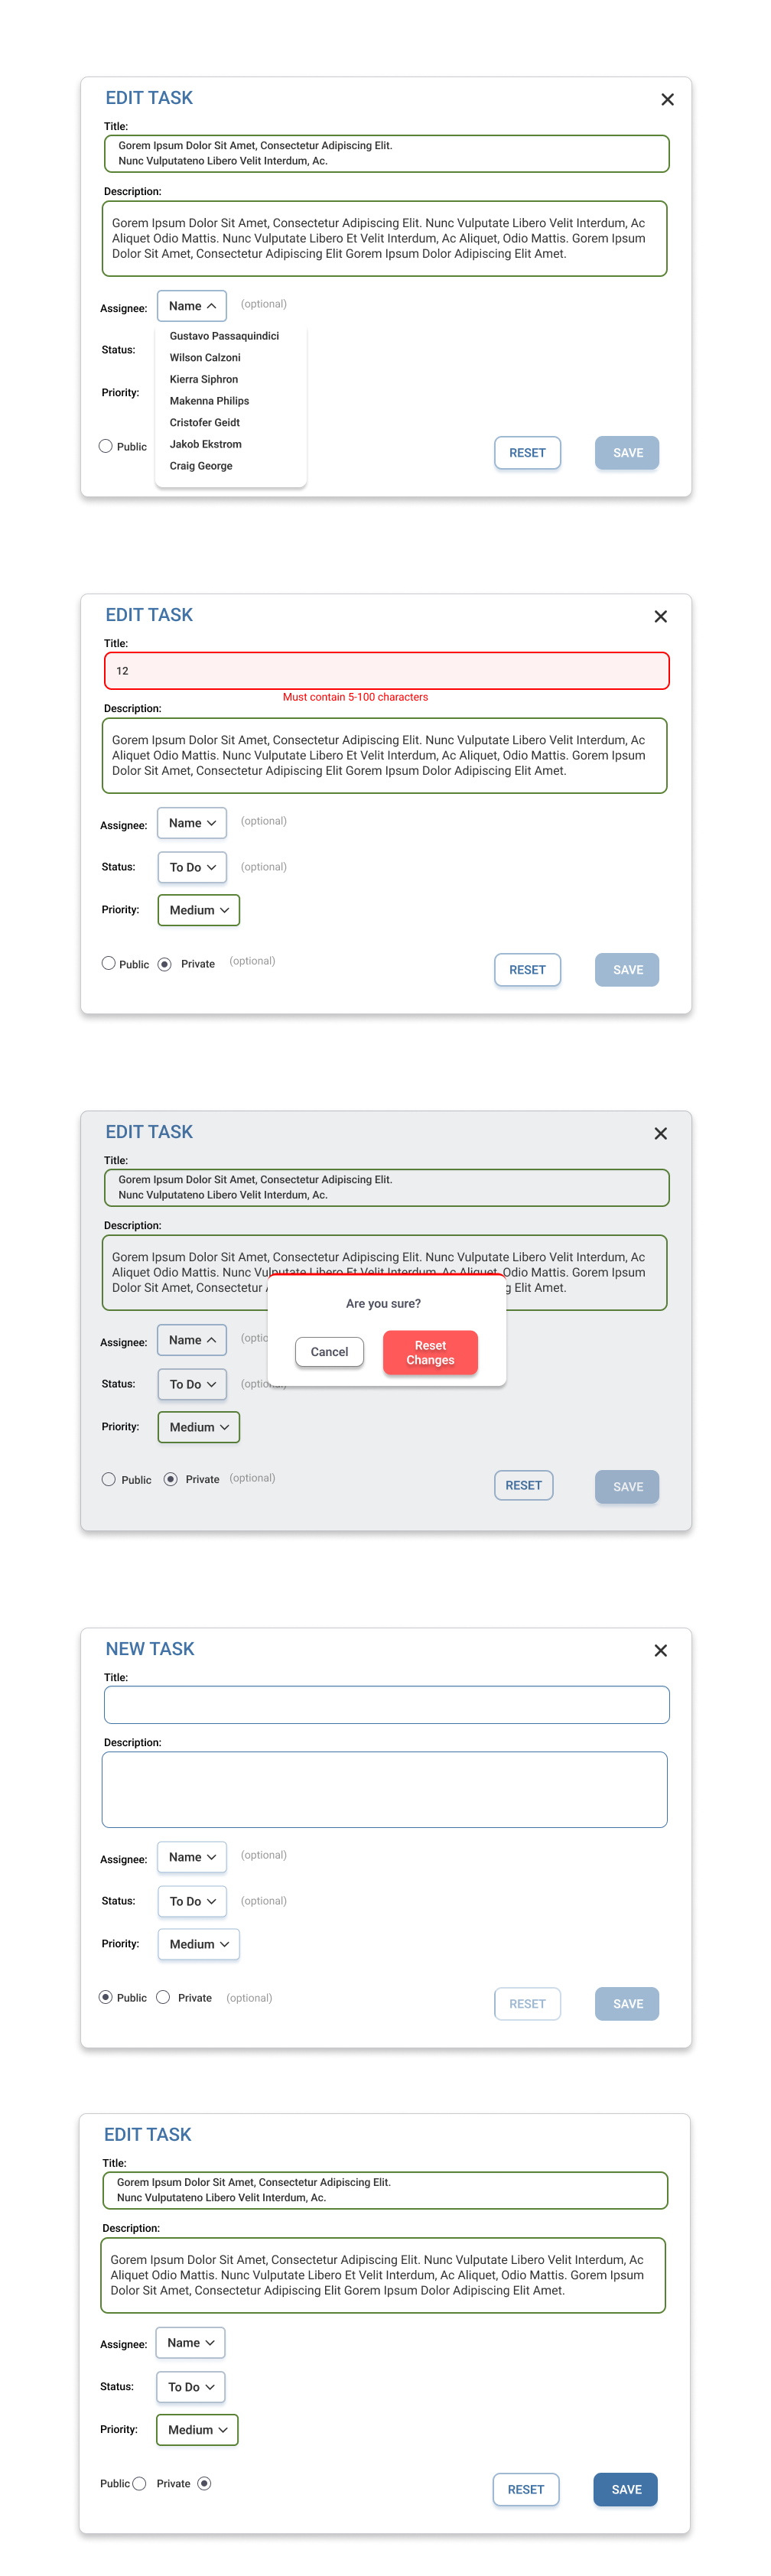 EDIT TASK
Title:
Gorem Ipsum Dolor Sit Amet, Consectetur Adipiscing Elit.
Nunc Vulputateno Libero Velit Interdum, Ac.
Description:
Gorem Ipsum Dolor Sit Amet, Consectetur Adipiscing Elit. Nunc Vulputate Libero Velit Interdum, Ac
Aliquet Odio Mattis. Nunc Vulputate Libero Et Velit Interdum, Ac Aliquet, Odio Mattis. Gorem Ipsum
Dolor Sit Amet, Consectetur Adipiscing Elit Gorem Ipsum Dolor Adipiscing Elit Amet.
Assignee: Name (optional)
Gustavo Passaquindici
Status:
Wilson Calzoni
Kierra Siphron
Priority:
Makenna Philips
Cristofer Geidt
Public
Jakob Ekstrom
Craig George
RESET SAVE
EDIT TASK
Title:
12
Must contain 5-100 characters
Description:
Gorem Ipsum Dolor Sit Amet, Consectetur Adipiscing Elit. Nunc Vulputate Libero Velit Interdum, Ac
Aliquet Odio Mattis. Nunc Vulputate Libero Et Velit Interdum, Ac Aliquet, Odio Mattis. Gorem Ipsum
Dolor Sit Amet, Consectetur Adipiscing Elit Gorem Ipsum Dolor Adipiscing Elit Amet.
Assignee: Name (optional)
Status: To Do (optional)
Priority: Medium
Public Private (optional) RESET SAVE
EDIT TASK
Title:
Gorem Ipsum Dolor Sit Amet, Consectetur Adipiscing Elit.
Nunc Vulputateno Libero Velit Interdum, Ac.
Description:
Gorem Ipsum Dolor Sit Amet, Consectetur Adipiscing Elit. Nunc Vulputate Libero Velit Interdum, Ac
Aliquet Odio Mattis. Nunc Vulputate Libero Et Velit Interdum, Ac Aliquet, Odio Mattis. Gorem Ipsum
Dolor Sit Amet, Consectetur Elit Amet.
Are you sure?
Cancel Reset
Changes
Assignee: Name
Status: To Do
Priority: Medium
Public Private (optional) RESET SAVE
NEW TASK
Title:
Description:
Assignee: Name (optional)
Status: To Do (optional)
Priority: Medium
Public Private (optional) RESET SAVE
EDIT TASK
Title:
Gorem Ipsum Dolor Sit Amet, Consectetur Adipiscing Elit.
Nunc Vulputateno Libero Velit Interdum, Ac.
Description:
Gorem Ipsum Dolor Sit Amet, Consectetur Adipiscing Elit. Nunc Vulputate Libero Velit Interdum, Ac
Aliquet Odio Mattis. Nunc Vulputate Libero Et Velit Interdum, Ac Aliquet, Odio Mattis. Gorem Ipsum
Dolor Sit Amet, Consectetur Adipiscing Elit Gorem Ipsum Dolor Adipiscing Elit Amet.
Assignee: Name
Status: To Do
Priority: Medium
Public Private RESET SAVE